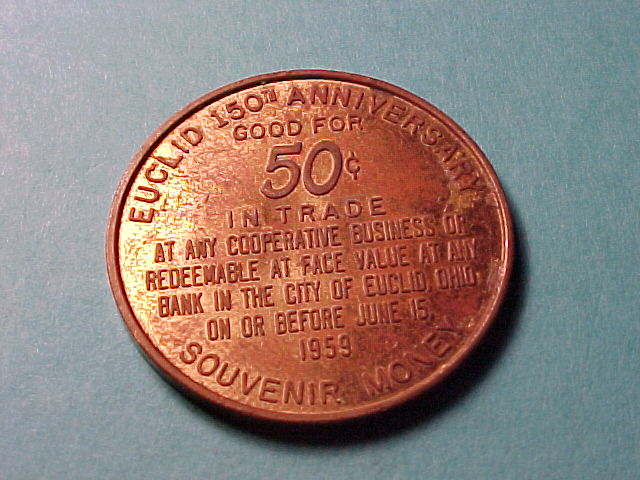 EUCLID 150TH ANNIVERSARY
GOOD FOR
50¢
IN TRADE
AT ANY COOPERATIVE BUSINESS OR
REDEEMABLE AT FACE VALUE AT ANY
BANK IN THE CITY OF EUCLID, OHIO
ON OR BEFORE JUNE 15,
1959
SOUVENIR MONEY